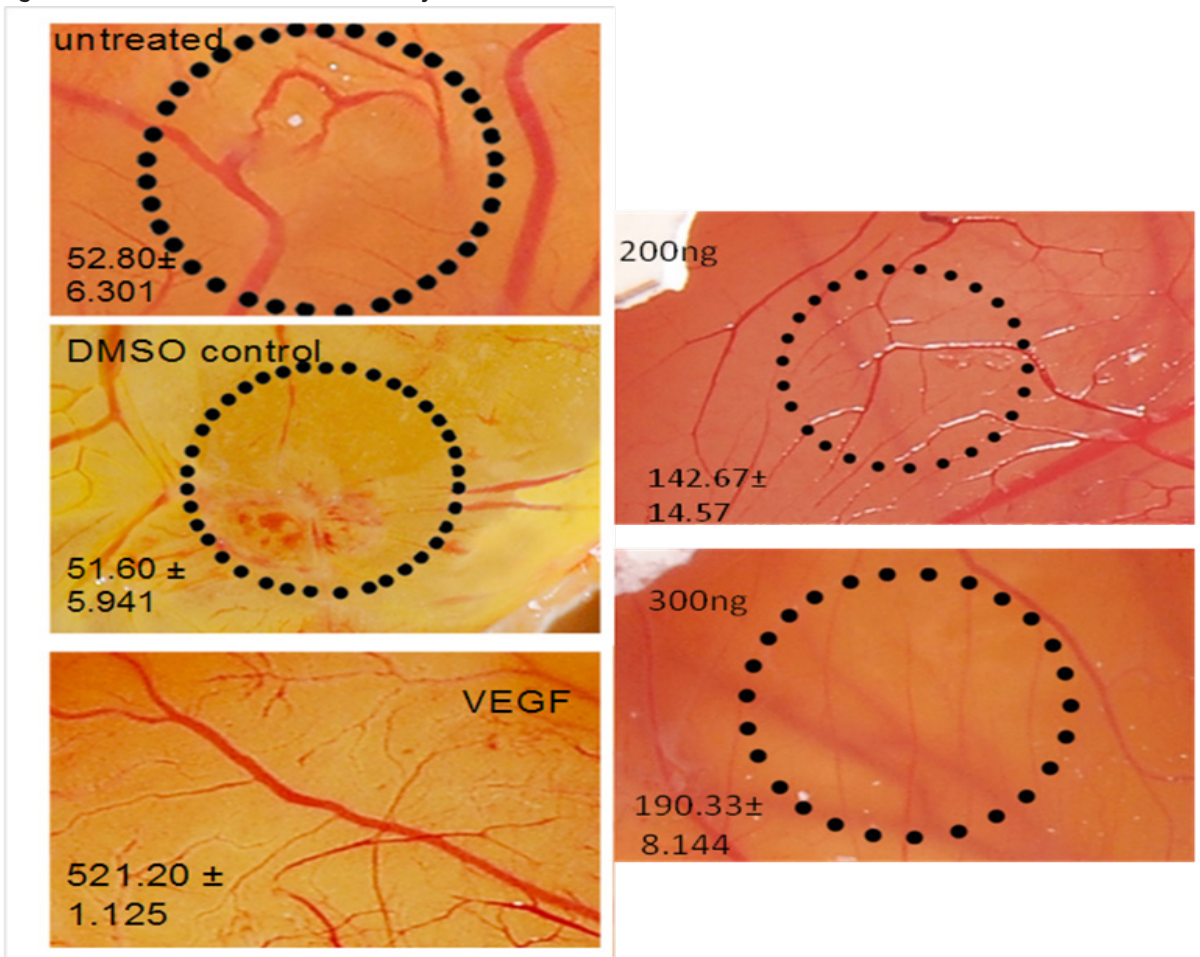 untreated
52.80±
6.301
DMSO control
51.60 ±
5.941
VEGF
521.20 ±
1.125
200ng
142.67±
14.57
300ng
190.33±
8.144